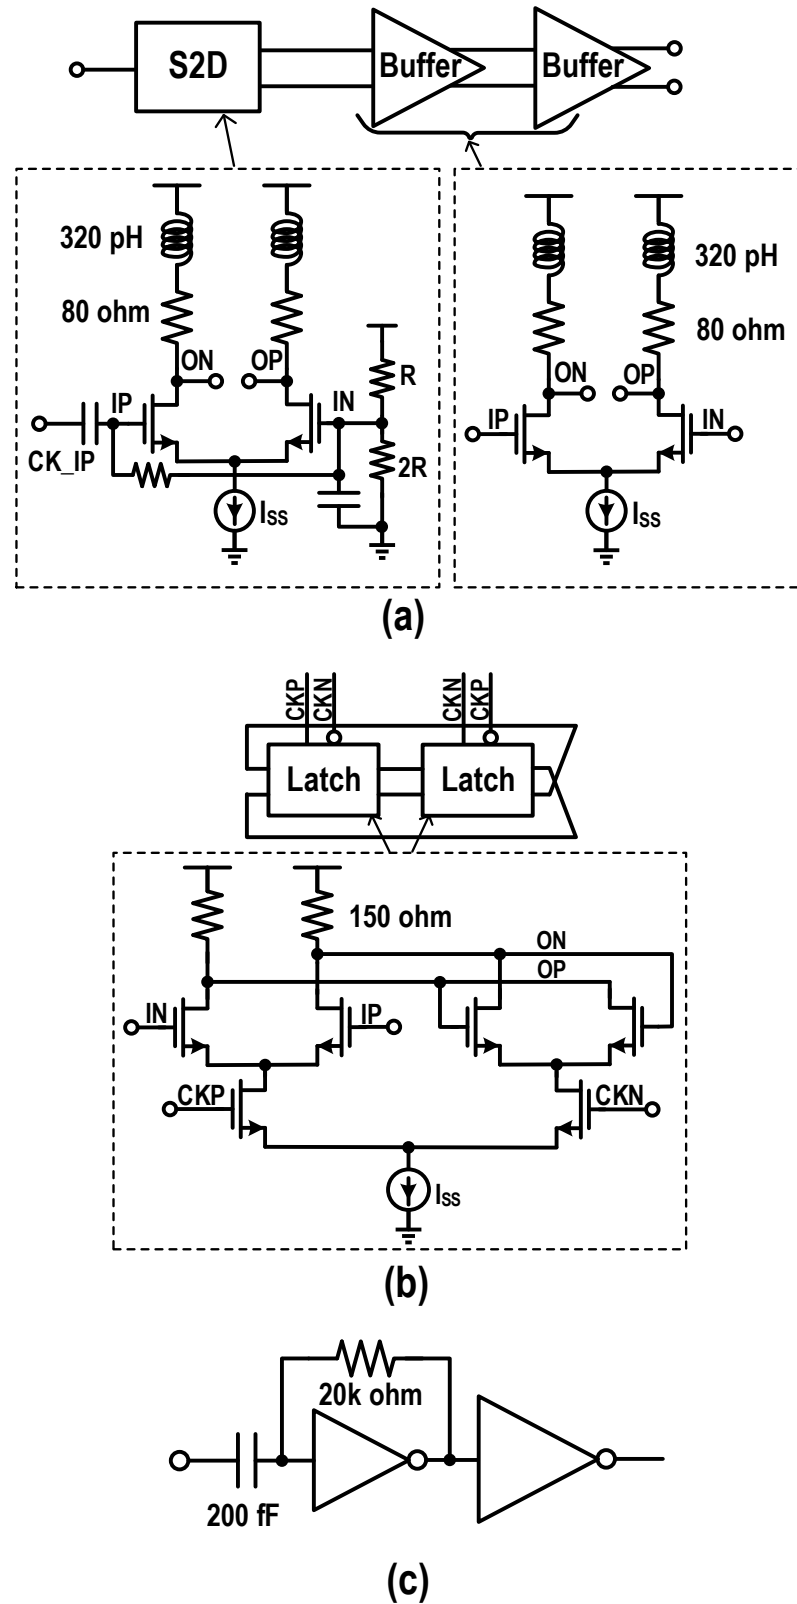 S2D
Buffer
Buffer
320 pH
80 ohm
ON
OP
IP
IN
R
2R
CK_IP
ISS
320 pH
80 ohm
ON
OP
IP
IN
ISS
(a)
CKP
CKN
CKN
CKP
Latch
Latch
150 ohm
ON
OP
IN
IP
CKP
CKN
ISS
(b)
20k ohm
200 fF
(c)